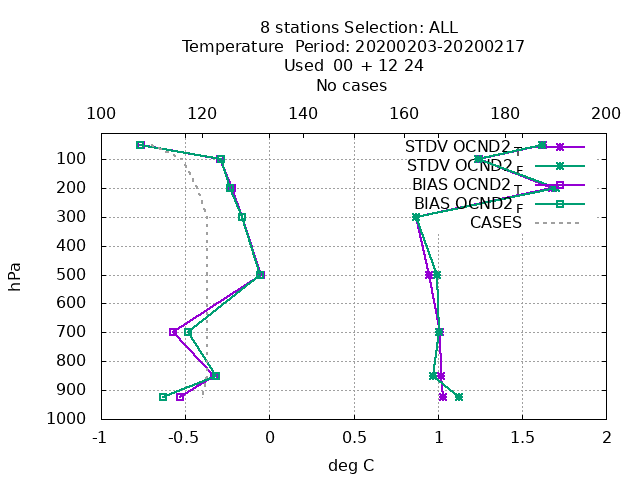 8 stations Selection: ALL
Temperature Period: 20200203-20200217
Used 00 + 12 24
No cases
100 120 140 160 180 200
STDV OCND2_T
STDV OCND2_F
BIAS OCND2_T
BIAS OCND2_F
CASES
100
200
300
400
500
600
700
800
900
1000
hPa
-1 -0.5 0 0.5 1 1.5 2
deg C